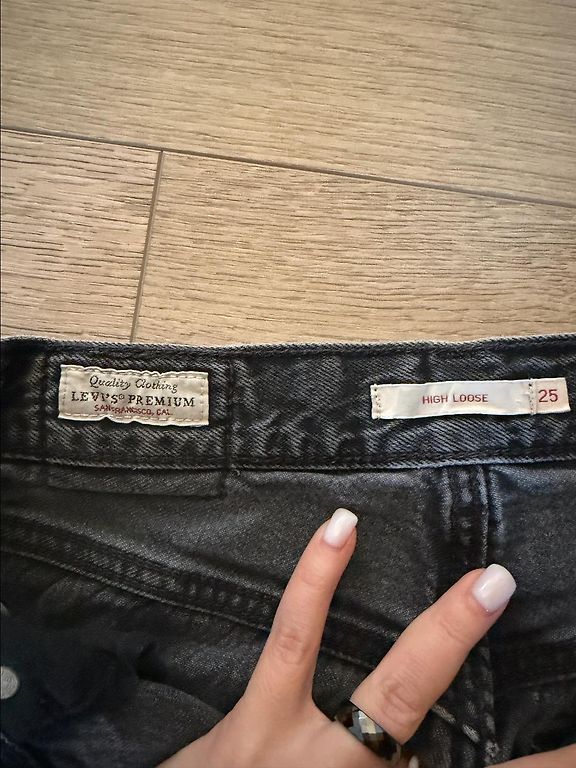 Quality Clothing
LEVI'S® PREMIUM
SAN FRANCISCO, CAL
HIGH LOOSE
25